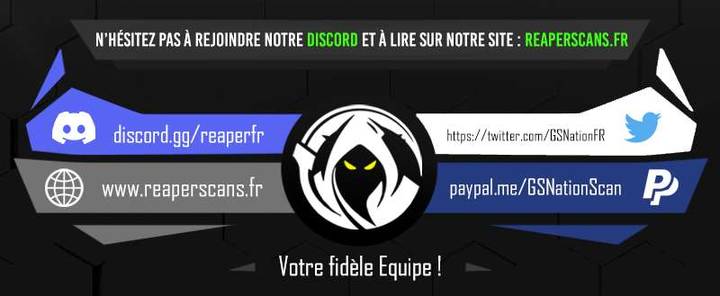 N'HÉSITEZ PAS À REJOINDRE NOTRE DISCORD ET À LIRE SUR NOTRE SITE : REAPERSCANS.FR
discord.gg/reaperfr
https://twitter.com/GSNationFR
www.reaperscans.fr
paypal.me/GSNationScan
Votre fidèle Equipe !